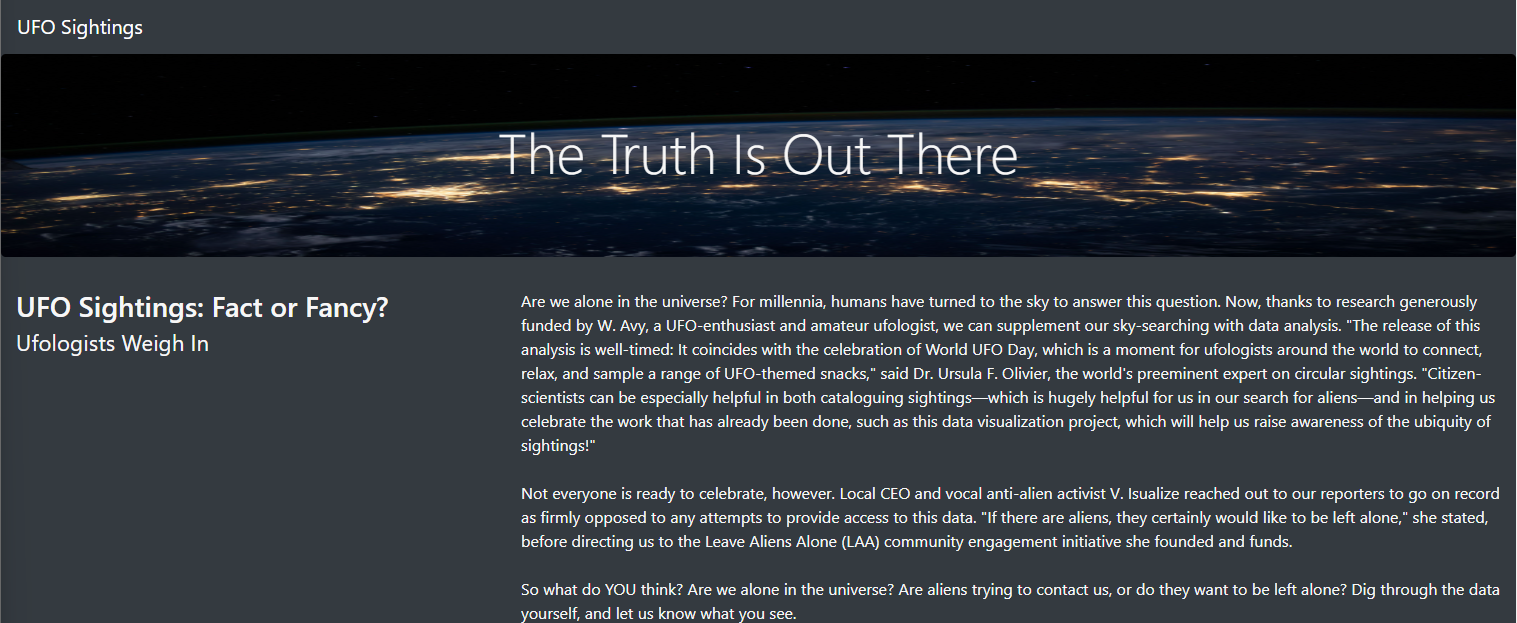 UFO Sightings
The Truth Is Out There
UFO Sightings: Fact or Fancy?
Ufologists Weigh In
Are we alone in the universe? For millennia, humans have turned to the sky to answer this question. Now, thanks to research generously
funded by W. Avy, a UFO-enthusiast and amateur ufologist, we can supplement our sky-searching with data analysis. "The release of this
analysis is well-timed: It coincides with the celebration of World UFO Day, which is a moment for ufologists around the world to connect,
relax, and sample a range of UFO-themed snacks," said Dr. Ursula F. Olivier, the world's preeminent expert on circular sightings. "Citizen-
scientists can be especially helpful in both cataloguing sightings—which is hugely helpful for us in our search for aliens—and in helping us
celebrate the work that has already been done, such as this data visualization project, which will help us raise awareness of the ubiquity of
sightings!"
Not everyone is ready to celebrate, however. Local CEO and vocal anti-alien activist V. Isualize reached out to our reporters to go on record
as firmly opposed to any attempts to provide access to this data. "If there are aliens, they certainly would like to be left alone," she stated,
before directing us to the Leave Aliens Alone (LAA) community engagement initiative she founded and funds.
So what do YOU think? Are we alone in the universe? Are aliens trying to contact us, or do they want to be left alone? Dig through the data
yourself, and let us know what you see.